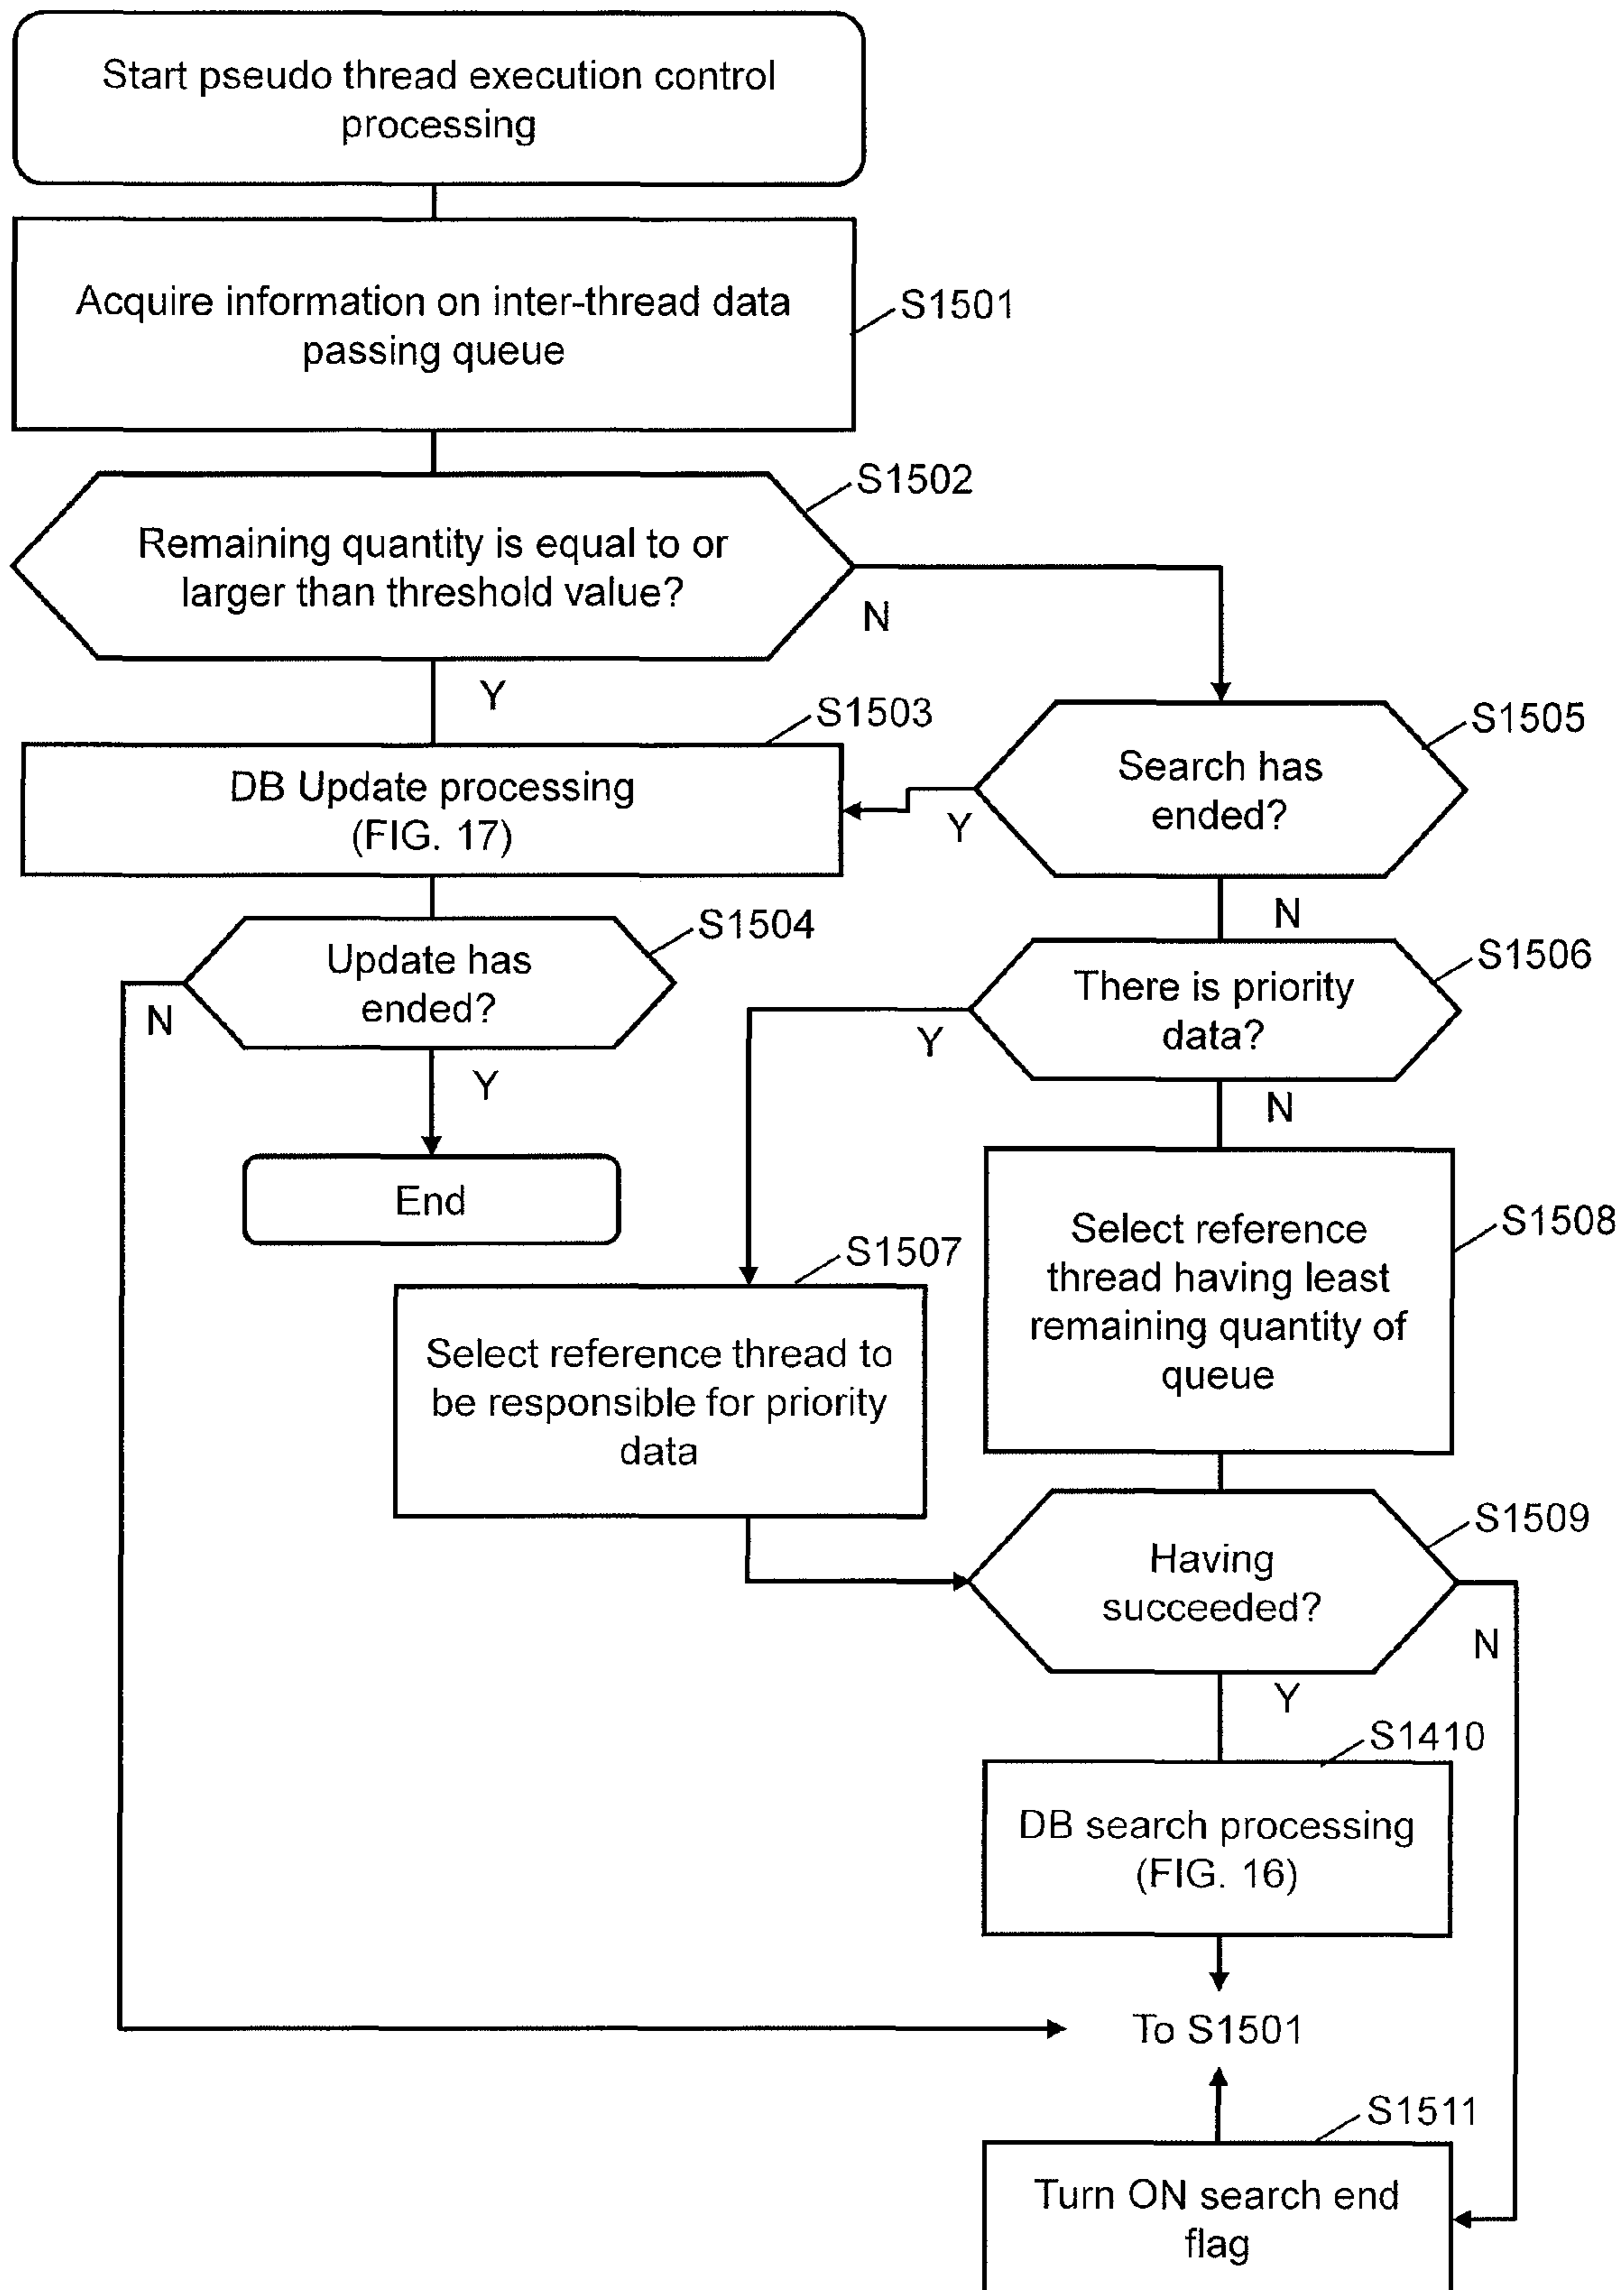 Start pseudo thread execution control
processing
Acquire information on inter-thread data
passing queue
S1501
S1502
Remaining quantity is equal to or
larger than threshold value?
N
Y
S1503
DB Update processing
(FIG. 17)
S1505
Search has
ended?
Y
N
S1504
Update has
ended?
N
Y
End
S1506
There is priority
data?
Y
N
S1507
Select reference thread to
be responsible for priority
data
S1508
Select reference
thread having least
remaining quantity of
queue
S1509
Having
succeeded?
N
Y
S1410
DB search processing
(FIG. 16)
To S1501
S1511
Turn ON search end
flag